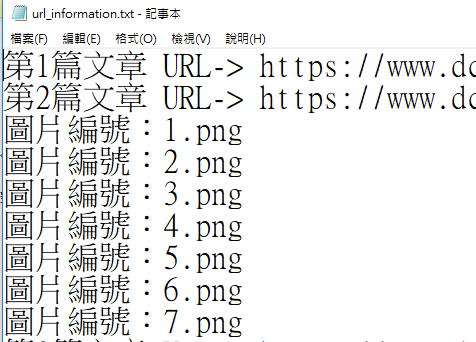 url_information.txt - 記事本
檔案(F) 編輯(E) 格式(O) 檢視(V) 說明(H)
第1篇文章 URL-> https://www.dc
第2篇文章 URL-> https://www.dc
圖片編號：1.png
圖片編號：2.png
圖片編號：3.png
圖片編號：4.png
圖片編號：5.png
圖片編號：6.png
圖片編號：7.png